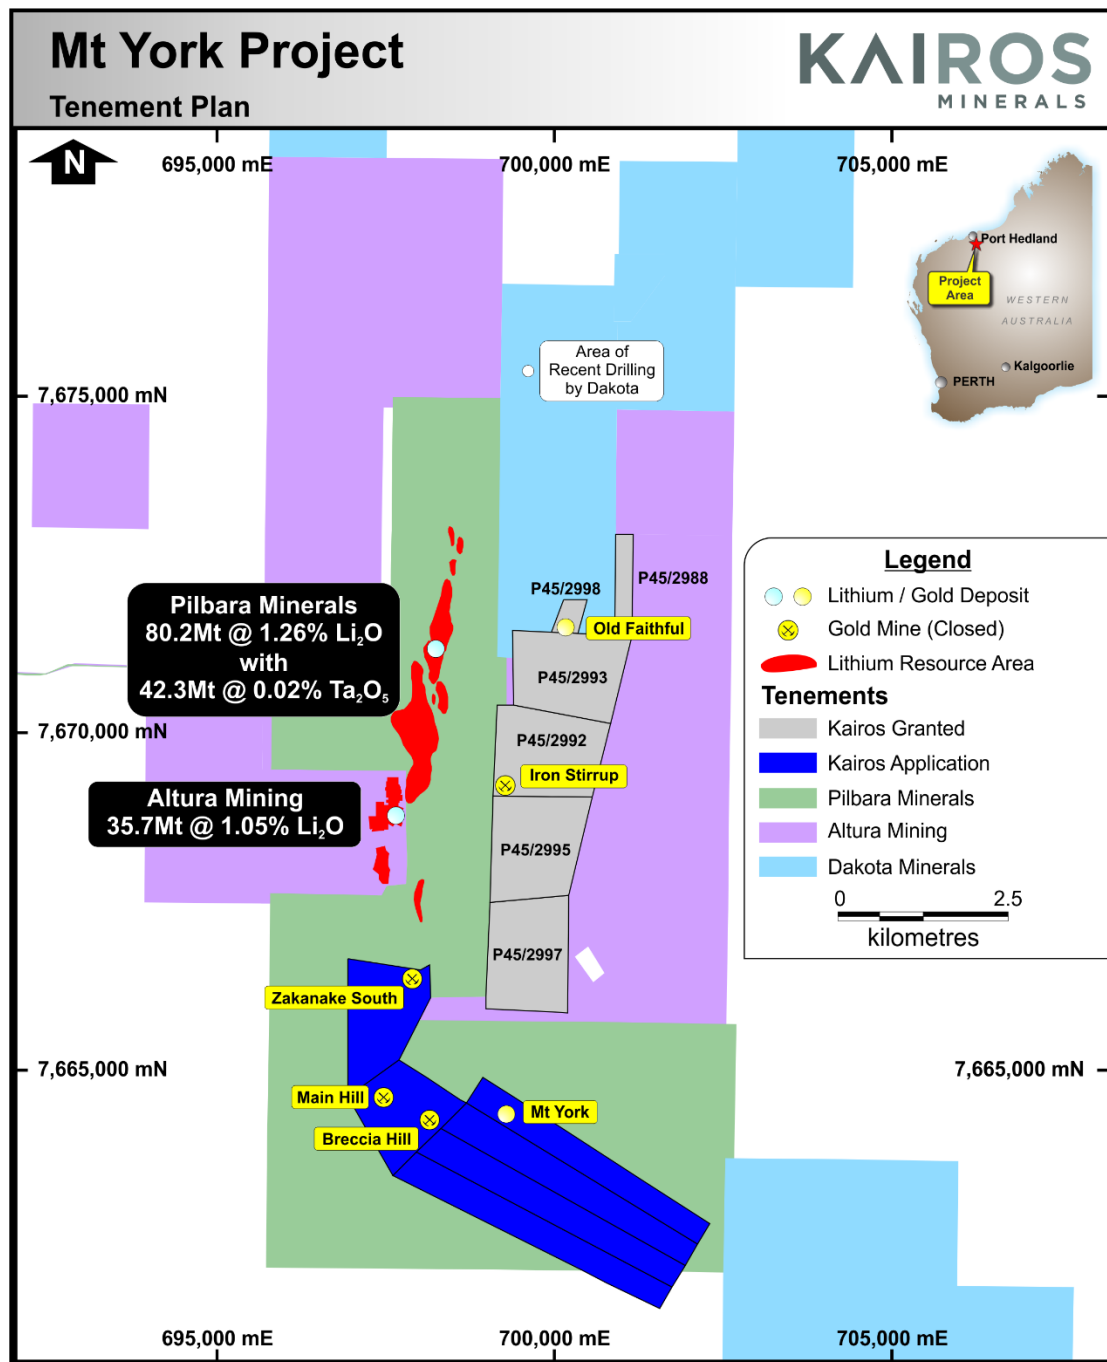 Mt York Project
Tenement Plan
KAIROS
MINERALS
N
695,000 mE
700,000 mE
705,000 mE
Port Hedland
Project
Area
WESTERN
AUSTRALIA
Kalgoorlie
PERTH
Area of
Recent Drilling
by Dakota
7,675,000 mN
P45/2998
P45/2988
Old Faithful
Pilbara Minerals
80.2Mt @ 1.26% Li₂O
with
42.3Mt @ 0.02% Ta₂O₅
P45/2993
7,670,000 mN
P45/2992
Iron Stirrup
Altura Mining
35.7Mt @ 1.05% Li₂O
P45/2995
P45/2997
Legend
Lithium / Gold Deposit
Gold Mine (Closed)
Lithium Resource Area
Tenements
Kairos Granted
Kairos Application
Pilbara Minerals
Altura Mining
Dakota Minerals
0 2.5
kilometres
Zakanake South
7,665,000 mN
7,665,000 mN
Main Hill
Mt York
Breccia Hill
695,000 mE
700,000 mE
705,000 mE